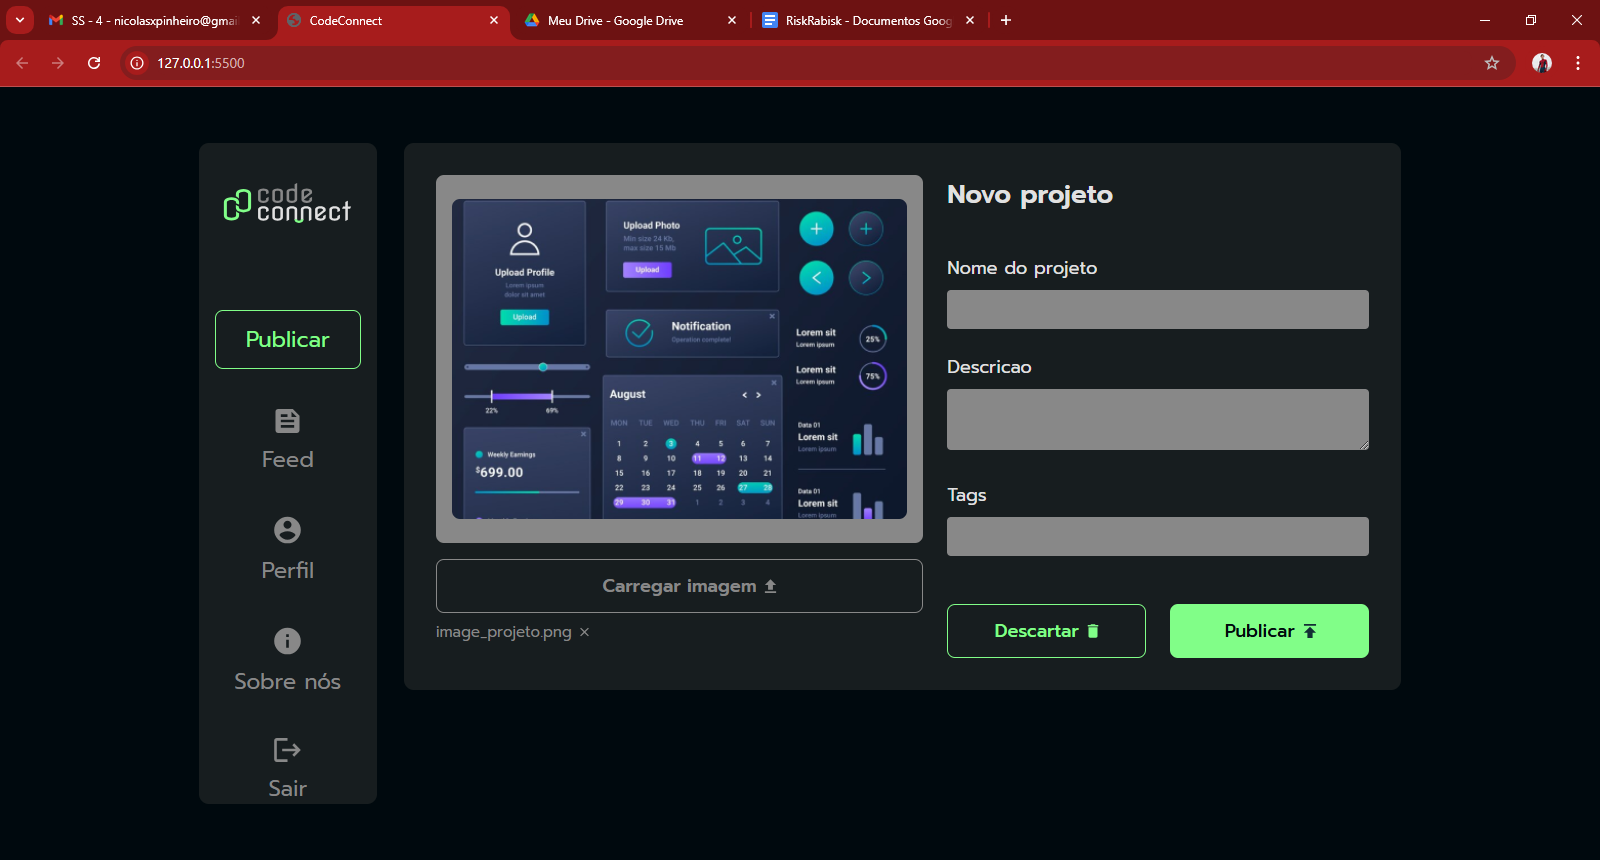 SS - 4 - nicolasxpinheiro@gmai
CodeConnect
Meu Drive - Google Drive
RiskRabisk - Documentos Goog
127.0.0.1:5500
code
connect
Publicar
Feed
Perfil
Sobre nós
Sair
Upload Profile
Lorem ipsum
dolor sit amet
Upload
Upload Photo
Min size 24 Kb,
max size 15 Mb
Upload
Notification
Operation complete!
22%
69%
Weekly Earnings
$699.00
August
MON TUE WED THU FRI SAT SUN
1 2 3 4 5 6 7
8 9 10 11 12 13 14
15 16 17 18 19 20 21
22 23 24 25 26 27 28
29 30 31 1 2 3 4
Lorem sit
Lorem ipsum
25%
Lorem sit
Lorem ipsum
75%
Data 01
Lorem sit
Lorem ipsum
Data 01
Lorem sit
Lorem ipsum
Carregar imagem
image_projeto.png
Novo projeto
Nome do projeto
Descricao
Tags
Descartar
Publicar